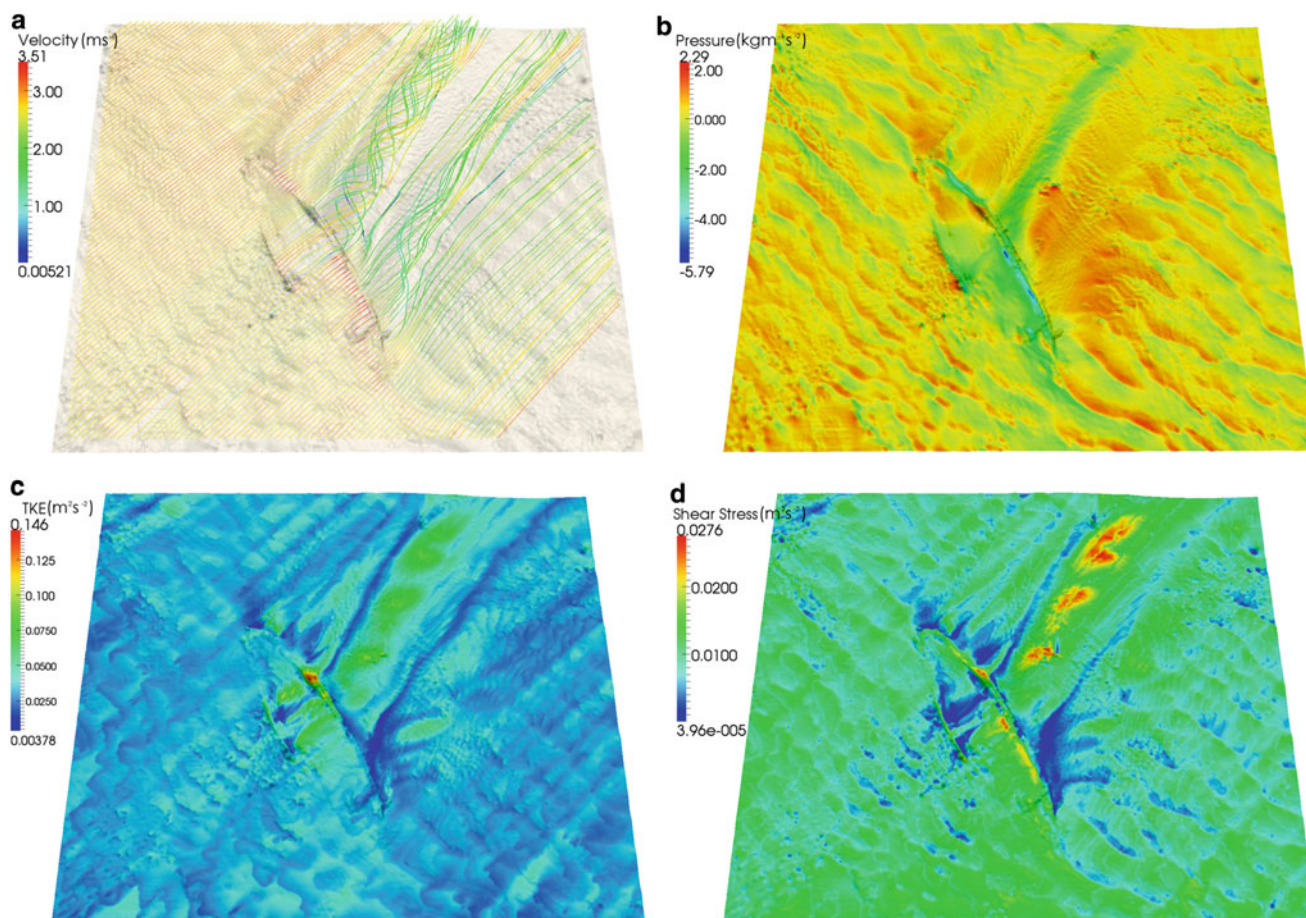 a
Velocity (ms⁻¹)
3.51
3.00
2.00
1.00
0.00521
b
Pressure (kgm⁻¹s⁻²)
2.29
2.00
0.000
-2.00
-4.00
-5.79
c
TKE (m²s⁻²)
0.146
0.125
0.100
0.0750
0.0500
0.0250
0.00378
d
Shear Stress (m²s⁻²)
0.0276
0.0200
0.0100
3.96e-005